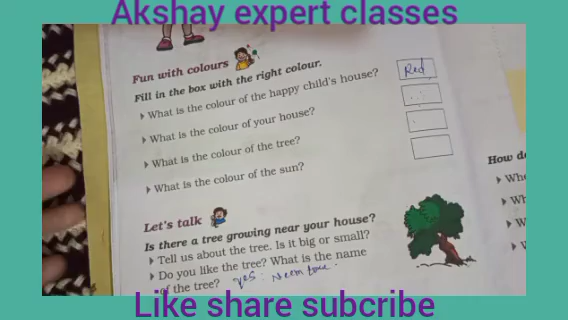 Akshay expert classes
Fun with colours
Fill in the box with the right colour.
What is the colour of the happy child's house?
Red
What is the colour of your house?
What is the colour of the tree?
What is the colour of the sun?
How d
Let's talk
Is there a tree growing near your house?
Tell us about the tree. Is it big or small?
Do you like the tree? What is the name
of the tree? yes: Neem tree.
Like share subcribe